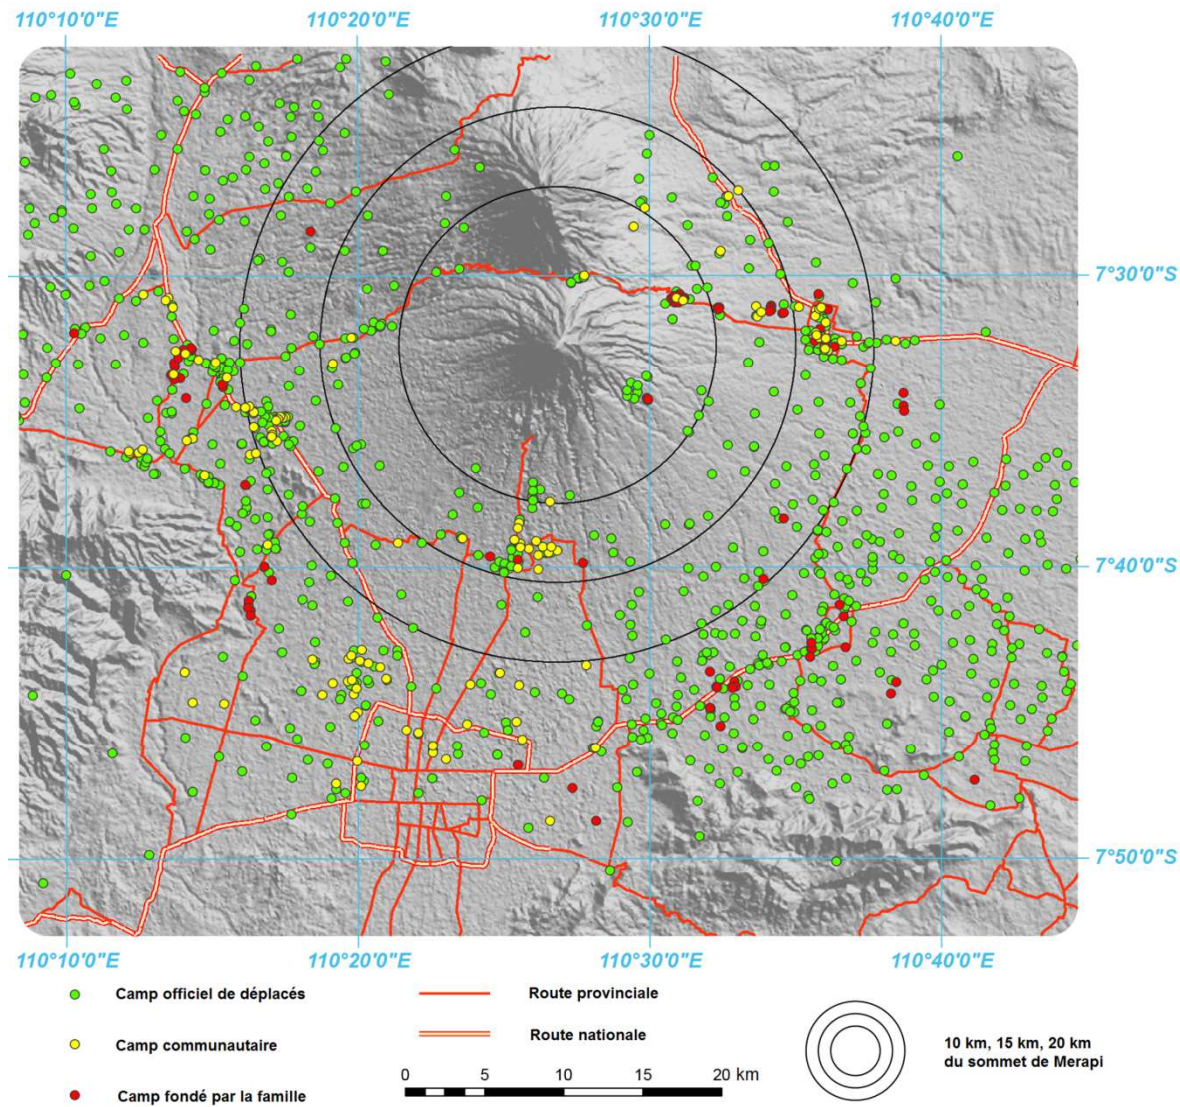 110°10'0"E 110°20'0"E 110°30'0"E 110°40'0"E
7°30'0"S
7°40'0"S
7°50'0"S
110°10'0"E 110°20'0"E 110°30'0"E 110°40'0"E
Camp officiel de déplacés
Camp communautaire
Camp fondé par la famille
Route provinciale
Route nationale
0 5 10 15 20 km
10 km, 15 km, 20 km
du sommet de Merapi